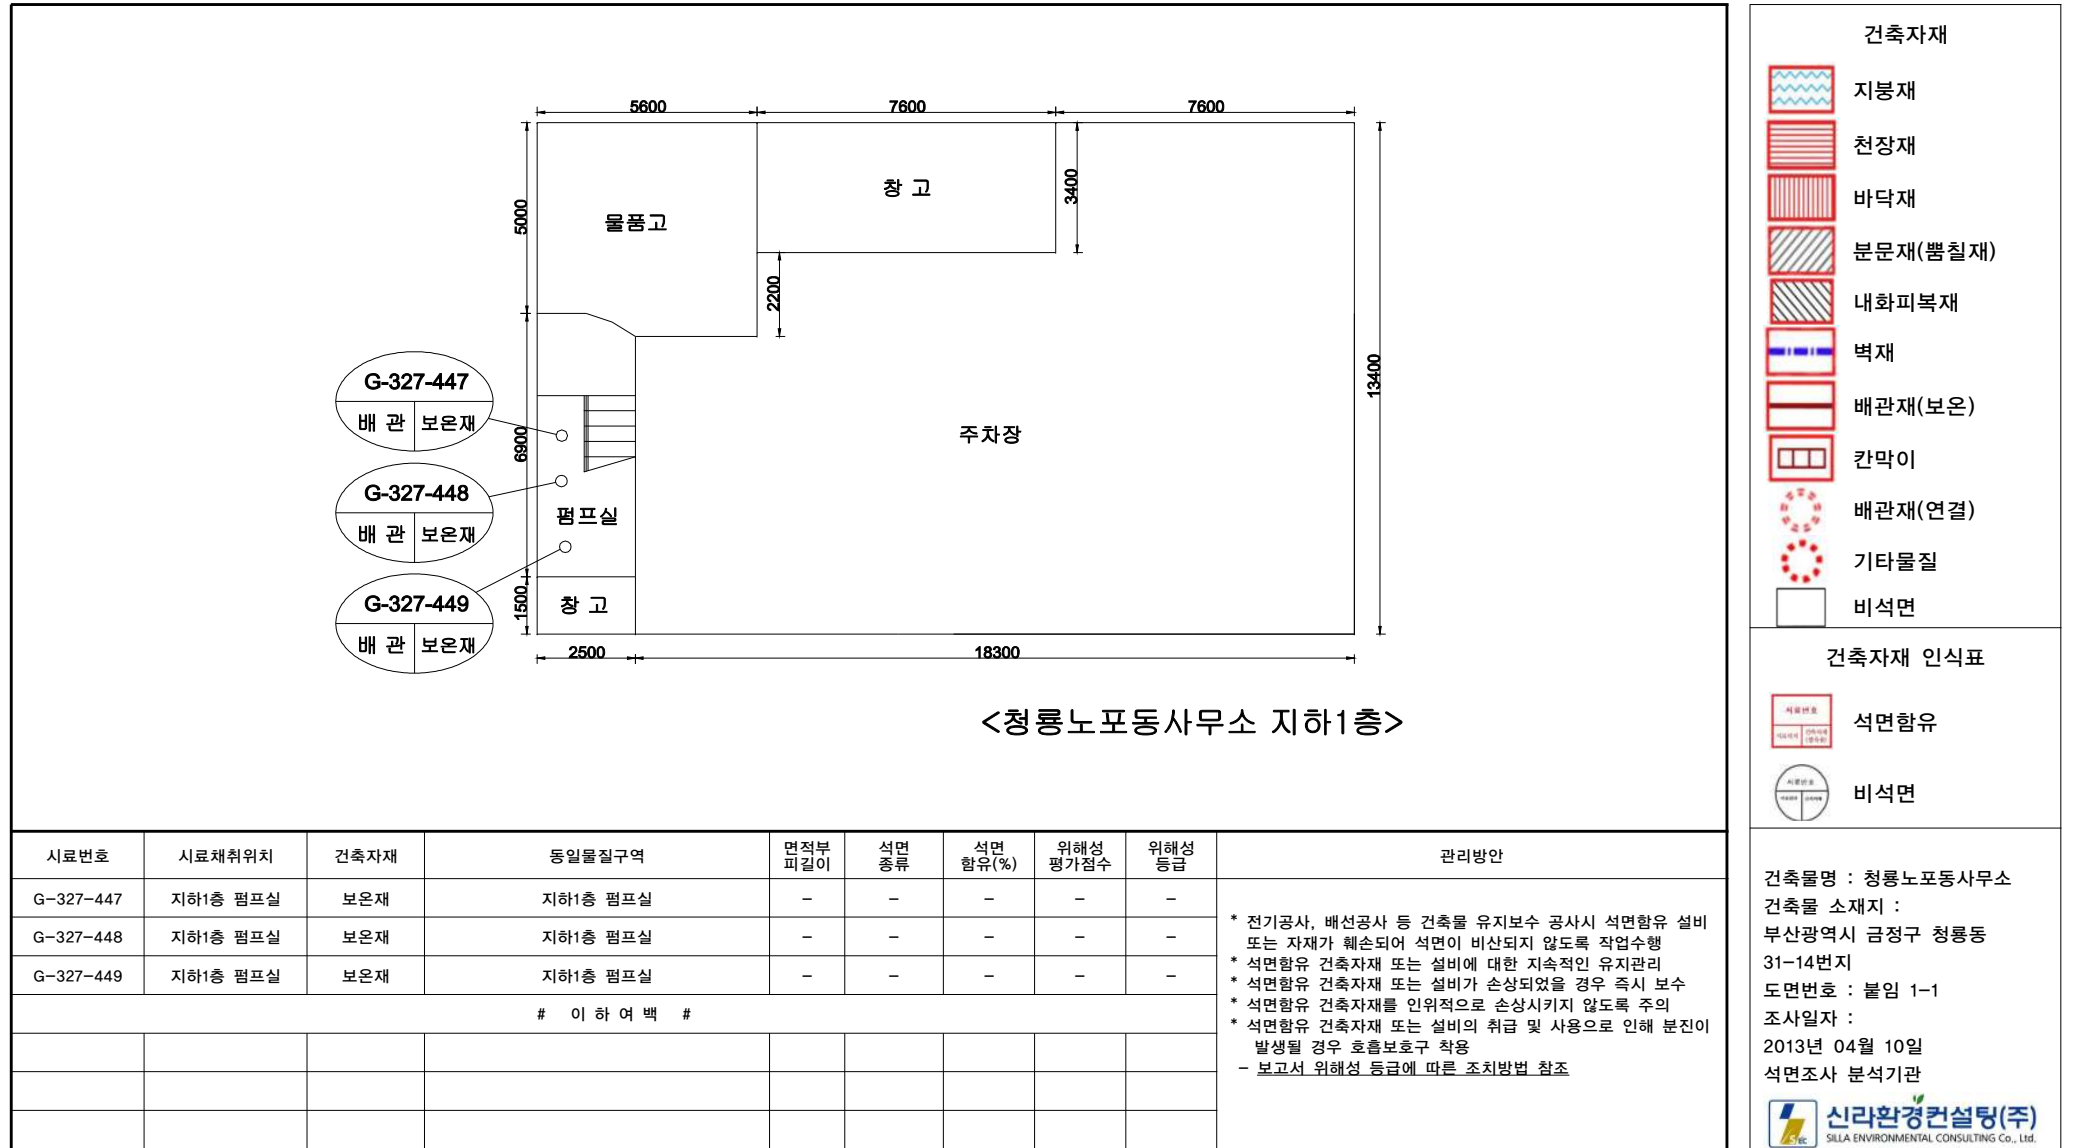 5600
7600
7600
5000
물품고
창 고
3400
2200
13400
G-327-447
배 관 보온재
6900
주차장
G-327-448
배 관 보온재
펌프실
G-327-449
배 관 보온재
1500
창 고
2500
18300
<청룡노포동사무소 지하1층>
시료번호 시료채취위치 건축자재 동일물질구역 면적부피길이 석면종류 석면함유(%) 위해성평가점수 위해성등급 관리방안
G-327-447 지하1층 펌프실 보온재 지하1층 펌프실 - - - - -
G-327-448 지하1층 펌프실 보온재 지하1층 펌프실 - - - - -
G-327-449 지하1층 펌프실 보온재 지하1층 펌프실 - - - - -
# 이 하 여 백 #
* 전기공사, 배선공사 등 건축물 유지보수 공사시 석면함유 설비
또는 자재가 훼손되어 석면이 비산되지 않도록 작업수행
* 석면함유 건축자재 또는 설비에 대한 지속적인 유지관리
* 석면함유 건축자재 또는 설비가 손상되었을 경우 즉시 보수
* 석면함유 건축자재를 인위적으로 손상시키지 않도록 주의
* 석면함유 건축자재 또는 설비의 취급 및 사용으로 인해 분진이
발생될 경우 호흡보호구 착용
- 보고서 위해성 등급에 따른 조치방법 참조
건축자재
지붕재
천장재
바닥재
분문재(뿜칠재)
내화피복재
벽재
배관재(보온)
칸막이
배관재(연결)
기타물질
비석면
건축자재 인식표
시료번호
석면함유
시료번호
비석면
건축물명 : 청룡노포동사무소
건축물 소재지 :
부산광역시 금정구 청룡동
31-14번지
도면번호 : 붙임 1-1
조사일자 :
2013년 04월 10일
석면조사 분석기관
신라환경컨설팅(주)
SILLA ENVIRONMENTAL CONSULTING Co., Ltd.